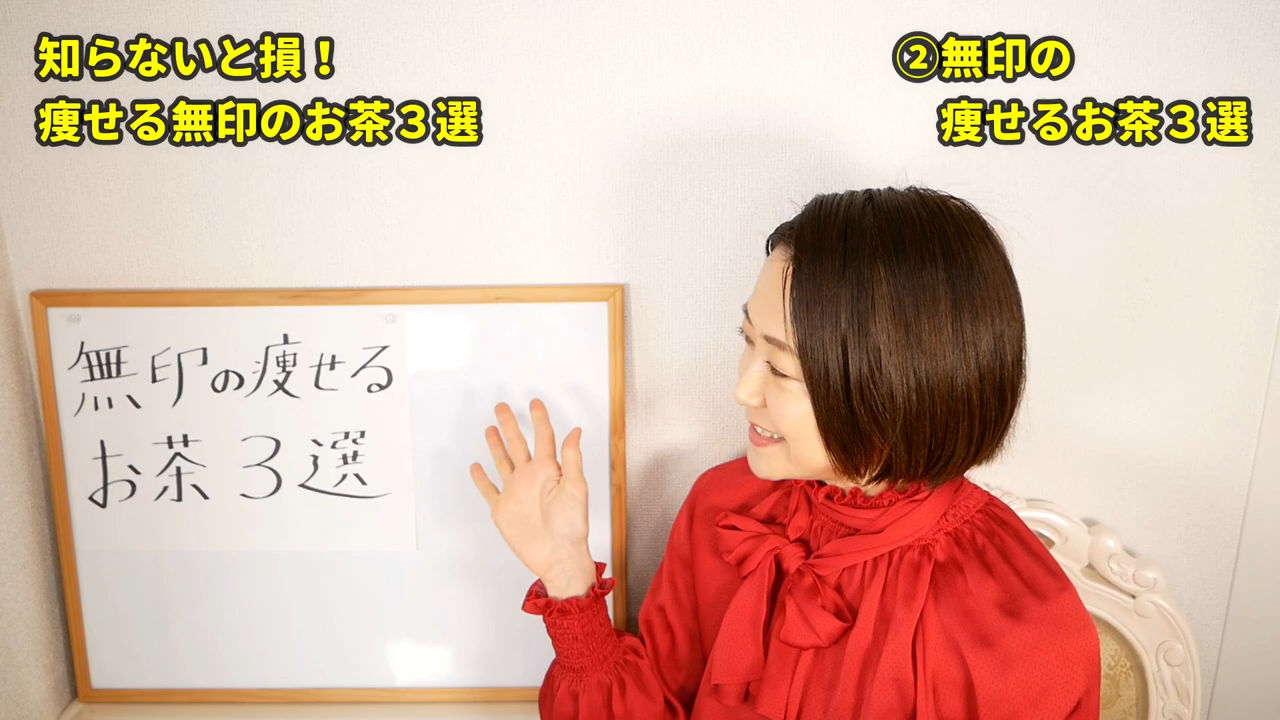 知らないと損！
痩せる無印のお茶３選
②無印の
痩せるお茶３選
無印の痩せる
お茶３選